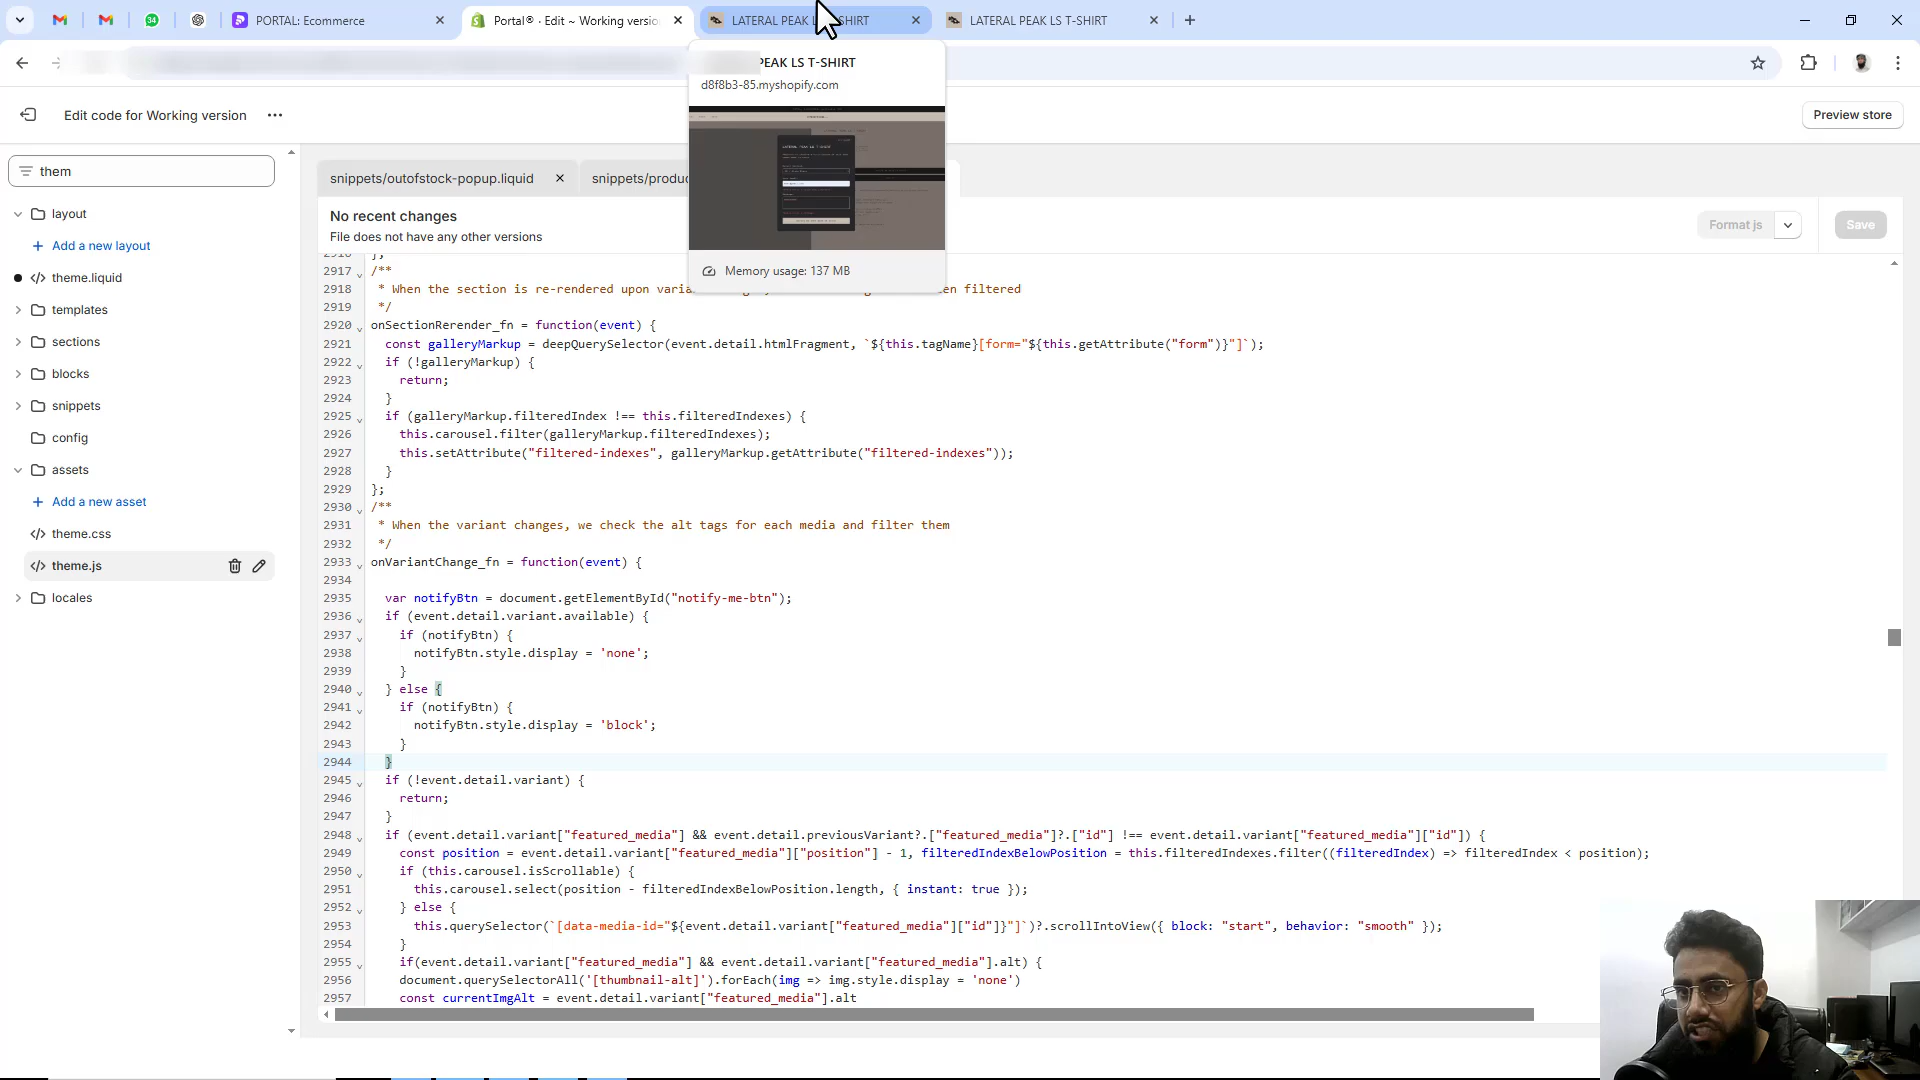 34
PORTAL: Ecommerce
Portal® · Edit ~ Working versio
LATERAL PEAK LS T-SHIRT
LATERAL PEAK LS T-SHIRT
PEAK LS T-SHIRT
d8f8b3-85.myshopify.com
Memory usage: 137 MB
Edit code for Working version
Preview store
them
layout
Add a new layout
theme.liquid
templates
sections
blocks
snippets
config
assets
Add a new asset
theme.css
theme.js
locales
snippets/outofstock-popup.liquid
snippets/produc
No recent changes
File does not have any other versions
Format js
Save
2916 };
2917 /**
2918 * When the section is re-rendered upon varia
en filtered
2919 */
2920 onSectionRerender_fn = function(event) {
2921 const galleryMarkup = deepQuerySelector(event.detail.htmlFragment, `${this.tagName}[form="${this.getAttribute("form")}"]`);
2922 if (!galleryMarkup) {
2923 return;
2924 }
2925 if (galleryMarkup.filteredIndex !== this.filteredIndexes) {
2926 this.carousel.filter(galleryMarkup.filteredIndexes);
2927 this.setAttribute("filtered-indexes", galleryMarkup.getAttribute("filtered-indexes"));
2928 }
2929 };
2930 /**
2931 * When the variant changes, we check the alt tags for each media and filter them
2932 */
2933 onVariantChange_fn = function(event) {
2934
2935 var notifyBtn = document.getElementById("notify-me-btn");
2936 if (event.detail.variant.available) {
2937 if (notifyBtn) {
2938 notifyBtn.style.display = 'none';
2939 }
2940 } else {
2941 if (notifyBtn) {
2942 notifyBtn.style.display = 'block';
2943 }
2944 }
2945 if (!event.detail.variant) {
2946 return;
2947 }
2948 if (event.detail.variant["featured_media"] && event.detail.previousVariant?.["featured_media"]?.["id"] !== event.detail.variant["featured_media"]["id"]) {
2949 const position = event.detail.variant["featured_media"]["position"] - 1, filteredIndexBelowPosition = this.filteredIndexes.filter((filteredIndex) => filteredIndex < position);
2950 if (this.carousel.isScrollable) {
2951 this.carousel.select(position - filteredIndexBelowPosition.length, { instant: true });
2952 } else {
2953 this.querySelector(`[data-media-id="${event.detail.variant["featured_media"]["id"]}"]`)?.scrollIntoView({ block: "start", behavior: "smooth" });
2954 }
2955 if(event.detail.variant["featured_media"] && event.detail.variant["featured_media"].alt) {
2956 document.querySelectorAll('[thumbnail-alt]').forEach(img => img.style.display = 'none')
2957 const currentImgAlt = event.detail.variant["featured_media"].alt